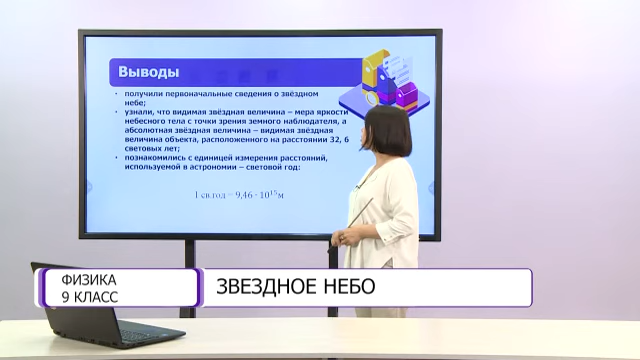 Выводы
• получили первоначальные сведения о звёздном
небе;
• узнали, что видимая звёздная величина – мера яркости
небесного тела с точки зрения земного наблюдателя, а
абсолютная звёздная величина – видимая звёздная
величина объекта, расположенного на расстоянии 32, 6
световых лет;
• познакомились с единицей измерения расстояний,
используемой в астрономии – световой год:
1 св.год = 9,46 · 10¹⁵м
ФИЗИКА
9 КЛАСС
ЗВЕЗДНОЕ НЕБО